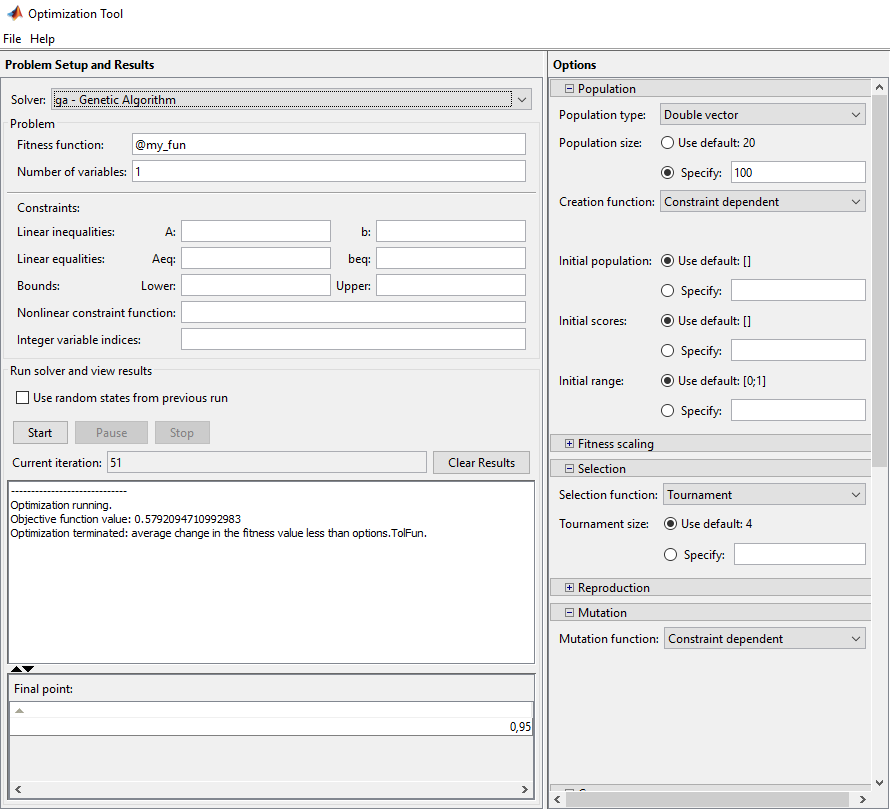 Optimization Tool
File Help
Problem Setup and Results
Solver: ga - Genetic Algorithm
Problem
Fitness function: @my_fun
Number of variables: 1
Constraints:
Linear inequalities: A: b:
Linear equalities: Aeq: beq:
Bounds: Lower: Upper:
Nonlinear constraint function:
Integer variable indices:
Run solver and view results
Use random states from previous run
Start Pause Stop
Current iteration: 51 Clear Results
-----------------------------
Optimization running.
Objective function value: 0.5792094710992983
Optimization terminated: average change in the fitness value less than options.TolFun.
Final point:
0,95
Options
Population
Population type: Double vector
Population size: Use default: 20
Specify: 100
Creation function: Constraint dependent
Initial population: Use default: []
Specify:
Initial scores: Use default: []
Specify:
Initial range: Use default: [0;1]
Specify:
Fitness scaling
Selection
Selection function: Tournament
Tournament size: Use default: 4
Specify:
Reproduction
Mutation
Mutation function: Constraint dependent